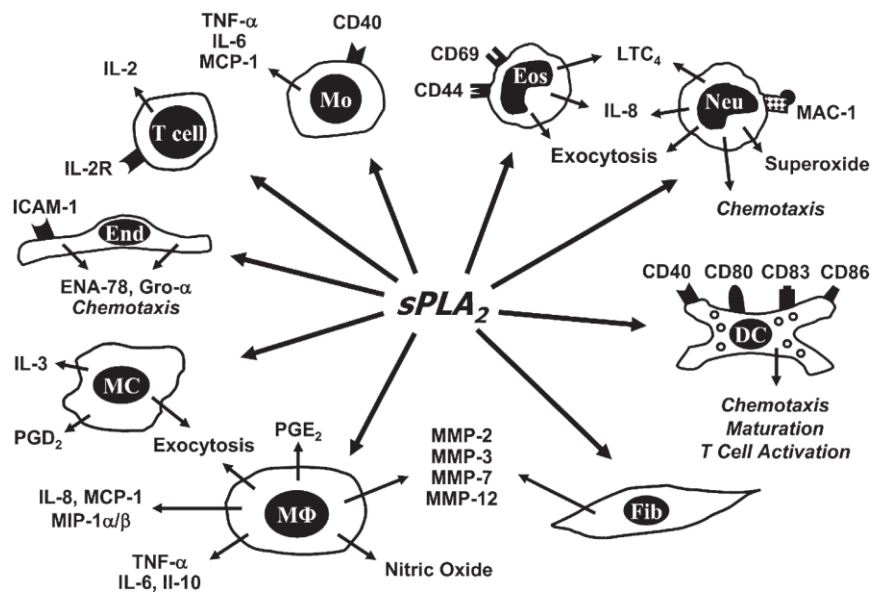 TNF-α
IL-6
MCP-1
CD40
Mo
IL-2
T cell
IL-2R
CD69
CD44
Eos
LTC4
IL-8
Exocytosis
Neu
MAC-1
Superoxide
Chemotaxis
ICAM-1
End
ENA-78, Gro-α
Chemotaxis
sPLA2
CD40 CD80 CD83 CD86
DC
Chemotaxis
Maturation
T Cell Activation
IL-3
MC
PGD2
Exocytosis
PGE2
MMP-2
MMP-3
MMP-7
MMP-12
IL-8, MCP-1
MIP-1α/β
MΦ
Fib
TNF-α
IL-6, Il-10
Nitric Oxide